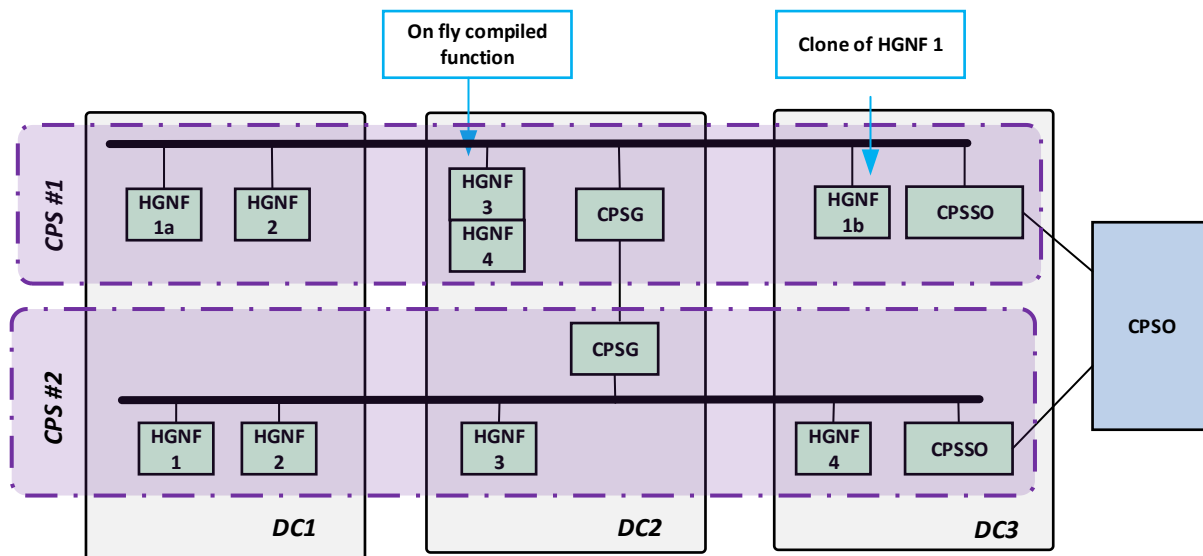 On fly compiled
function
Clone of HGNF 1
CPS #1
HGNF
1a
HGNF
2
HGNF
3
HGNF
4
CPSG
HGNF
1b
CPSSO
CPSO
CPS #2
CPSG
HGNF
1
HGNF
2
HGNF
3
HGNF
4
CPSSO
DC1
DC2
DC3